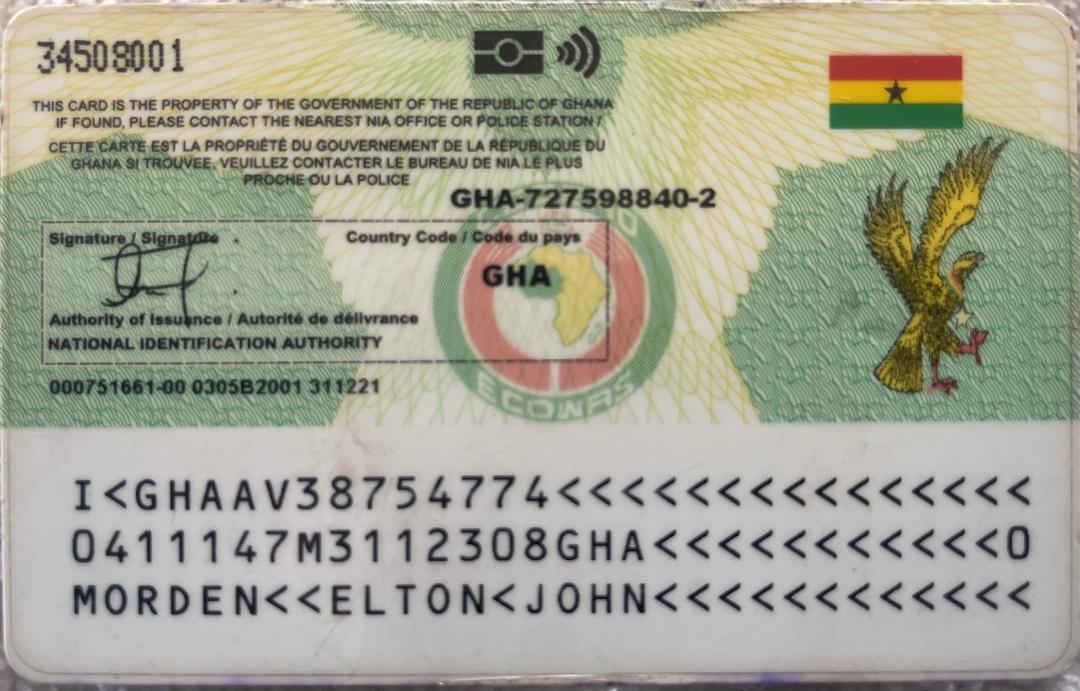 34508001
THIS CARD IS THE PROPERTY OF THE GOVERNMENT OF THE REPUBLIC OF GHANA
IF FOUND, PLEASE CONTACT THE NEAREST NIA OFFICE OR POLICE STATION /
CETTE CARTE EST LA PROPRIÉTÉ DU GOUVERNEMENT DE LA RÉPUBLIQUE DU
GHANA SI TROUVEE, VEUILLEZ CONTACTER LE BUREAU DE NIA LE PLUS
PROCHE OU LA POLICE
GHA-727598840-2
Signature / Signature Country Code / Code du pays
GHA
Authority of Issuance / Autorité de délivrance
NATIONAL IDENTIFICATION AUTHORITY
000751661-00 0305B2001 311221
ECOWAS
I<GHAAV38754774<<<<<<<<<<<<<<<
0411147M3112308GHA<<<<<<<<<<<0
MORDEN<<ELTON<JOHN<<<<<<<<<<<<